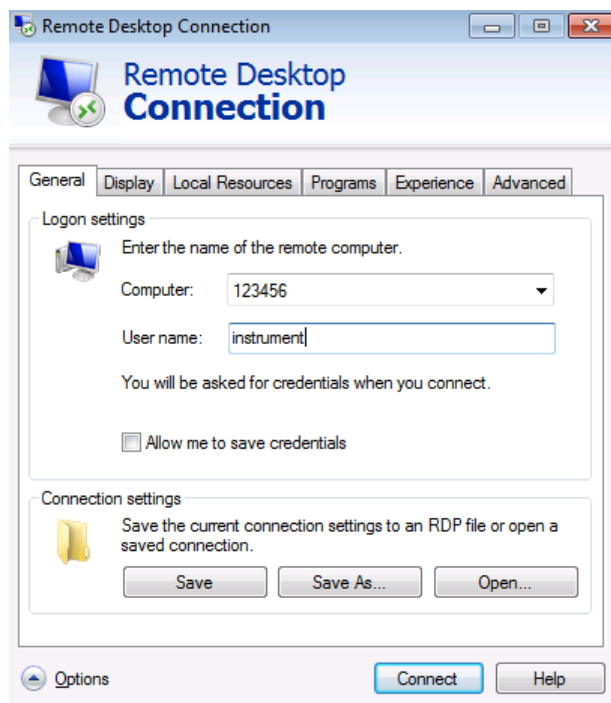 Remote Desktop Connection
Remote Desktop
Connection
General Display Local Resources Programs Experience Advanced
Logon settings
Enter the name of the remote computer.
Computer: 123456
User name: instrument
You will be asked for credentials when you connect.
Allow me to save credentials
Connection settings
Save the current connection settings to an RDP file or open a
saved connection.
Save Save As... Open...
Options Connect Help